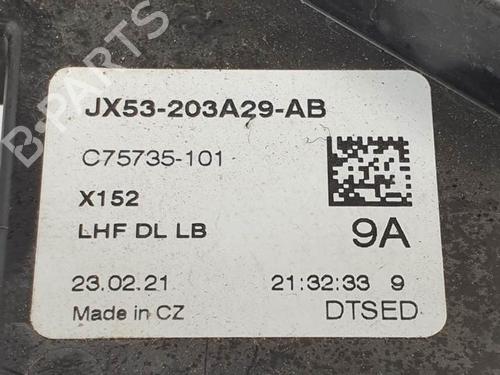 JX53-203A29-AB
C75735-101
X152
LHF DL LB
9A
23.02.21 21:32:33 9
Made in CZ DTSED
B-PARTS